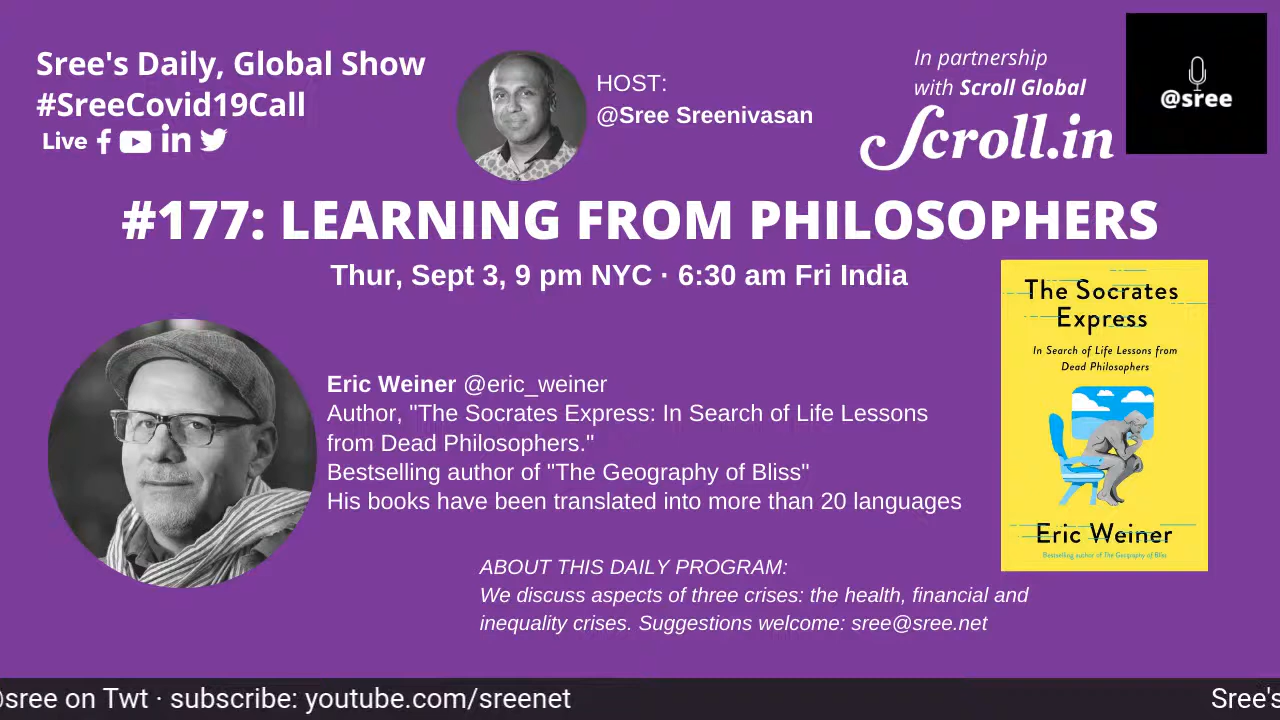 Sree's Daily, Global Show
#SreeCovid19Call
Live
HOST:
@Sree Sreenivasan
In partnership
with Scroll Global
Scroll.in
@sree
#177: LEARNING FROM PHILOSOPHERS
Thur, Sept 3, 9 pm NYC · 6:30 am Fri India
Eric Weiner @eric_weiner
Author, "The Socrates Express: In Search of Life Lessons
from Dead Philosophers."
Bestselling author of "The Geography of Bliss"
His books have been translated into more than 20 languages
The Socrates
Express
In Search of Life Lessons from
Dead Philosophers
Eric Weiner
Bestselling author of The Geography of Bliss
ABOUT THIS DAILY PROGRAM:
We discuss aspects of three crises: the health, financial and
inequality crises. Suggestions welcome: sree@sree.net
@sree on Twt · subscribe: youtube.com/sreenet
Sree's